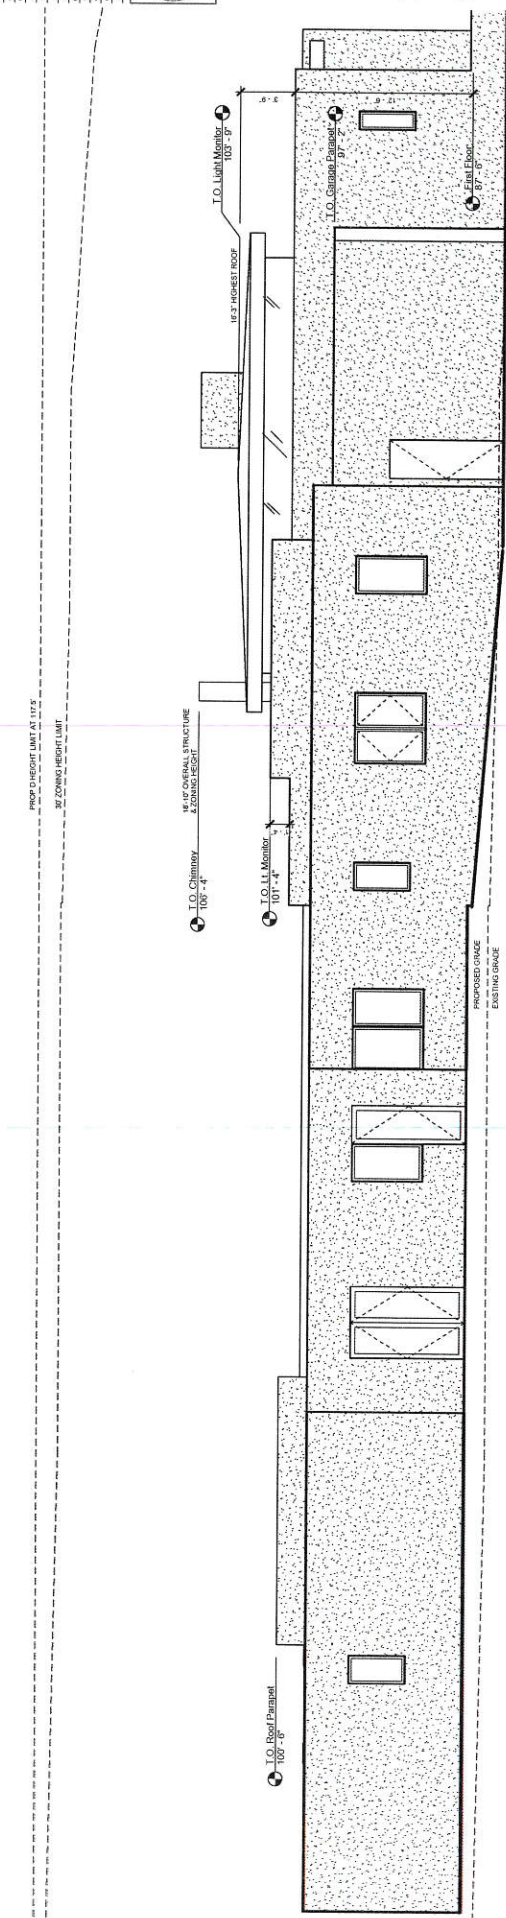 PROP D HEIGHT LIMIT AT 117.5'
30' ZONING HEIGHT LIMIT
T.O. Light Monitor
103' - 9"
16'-3" HIGHEST ROOF
T.O. Garage Parapet
97' - 2"
First Floor
87' - 6"
18'-10" OVERALL STRUCTURE
& ZONING HEIGHT
T.O. Chimney
106' - 4"
T.O. Lt. Monitor
101' - 4"
PROPOSED GRADE
EXISTING GRADE
T.O. Roof Parapet
100' - 6"